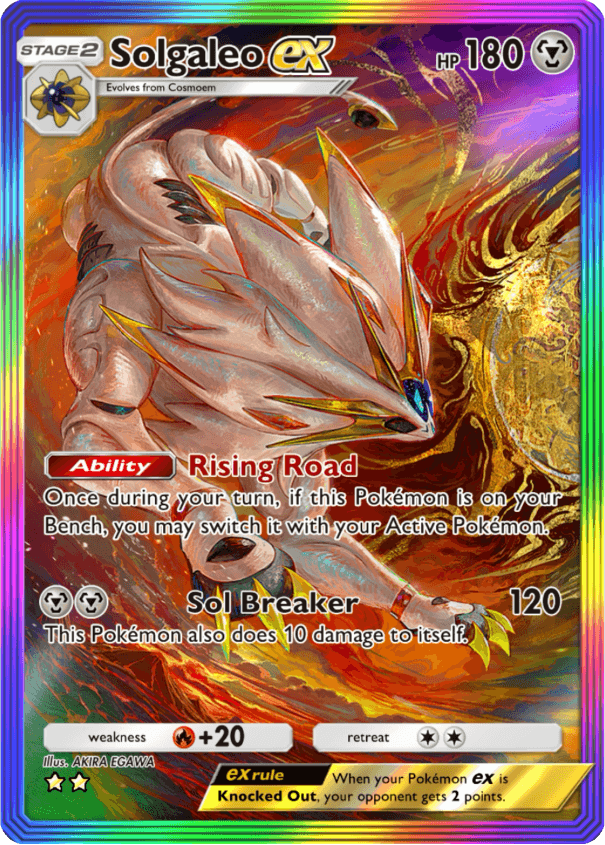 STAGE2
Solgaleo ex
HP 180
Evolves from Cosmoem
Ability Rising Road
Once during your turn, if this Pokémon is on your
Bench, you may switch it with your Active Pokémon.
Sol Breaker 120
This Pokémon also does 10 damage to itself.
weakness +20 retreat
Illus. AKIRA EGAWA
ex rule
When your Pokémon ex is
Knocked Out, your opponent gets 2 points.